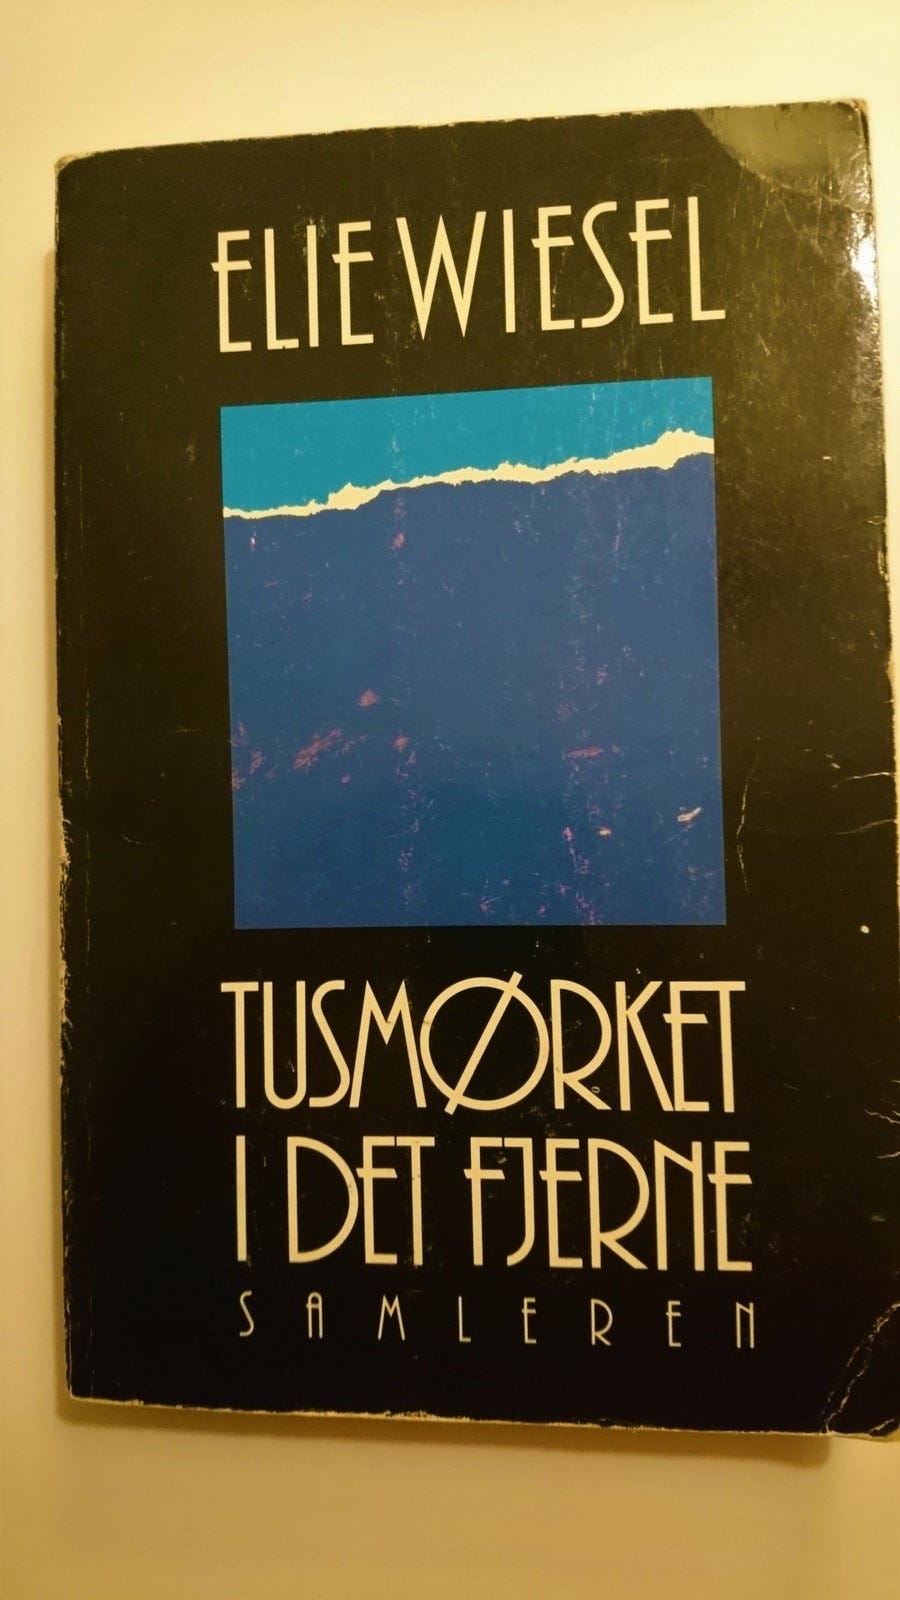 ELIE WIESEL
TUSMØRKET
I DET FJERNE
SAMLEREN